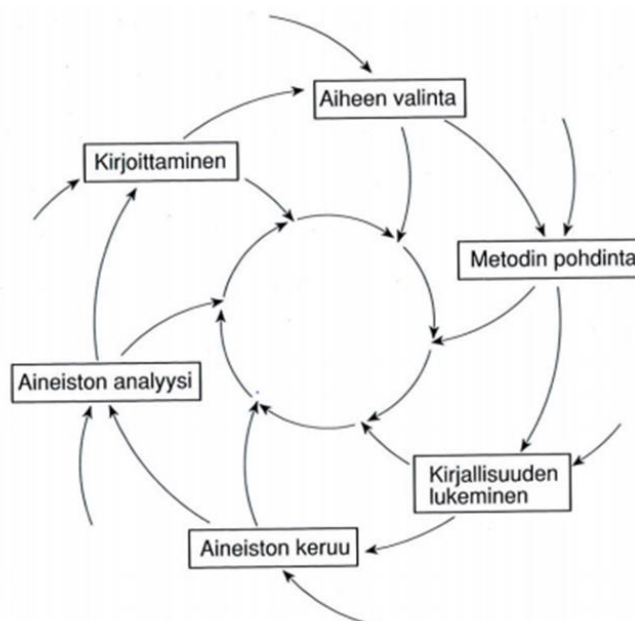 Aiheen valinta
Kirjoittaminen
Metodin pohdinta
Aineiston analyysi
Kirjallisuuden
lukeminen
Aineiston keruu